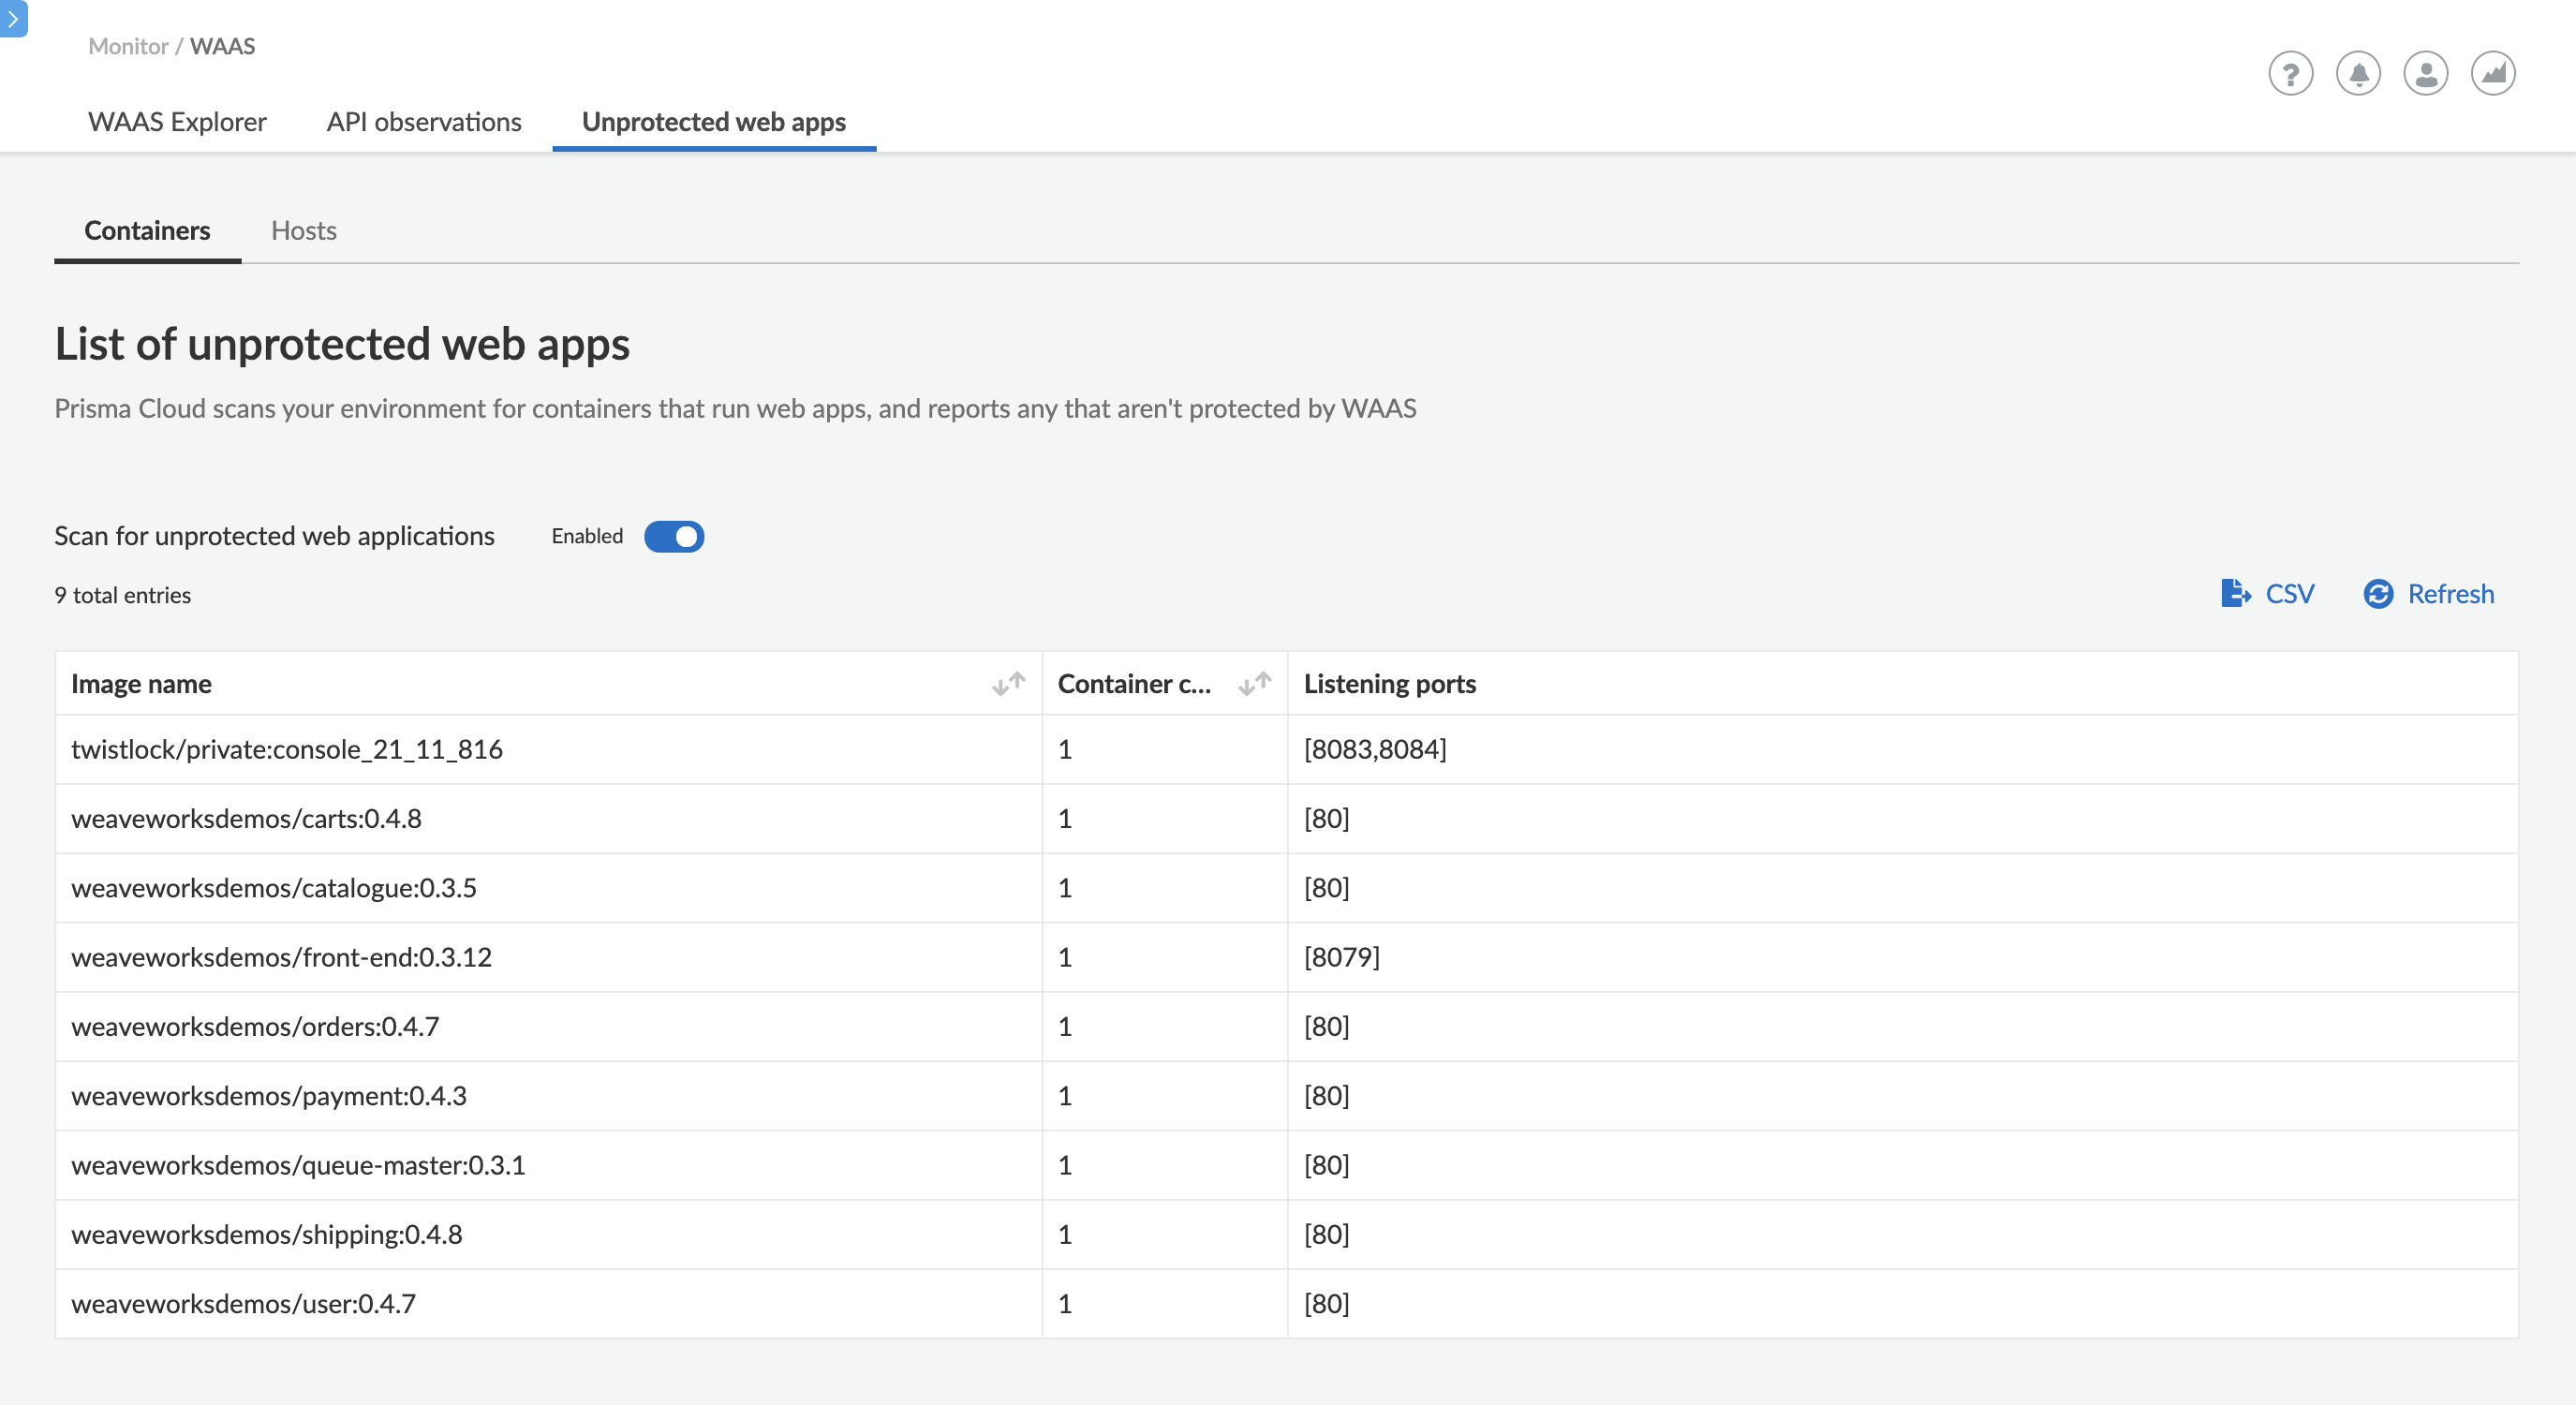 Monitor / WAAS
WAAS Explorer API observations Unprotected web apps
Containers Hosts
List of unprotected web apps
Prisma Cloud scans your environment for containers that run web apps, and reports any that aren't protected by WAAS
Scan for unprotected web applications Enabled
9 total entries CSV Refresh
Image name Container c... Listening ports
twistlock/private:console_21_11_816 1 [8083,8084]
weaveworksdemos/carts:0.4.8 1 [80]
weaveworksdemos/catalogue:0.3.5 1 [80]
weaveworksdemos/front-end:0.3.12 1 [8079]
weaveworksdemos/orders:0.4.7 1 [80]
weaveworksdemos/payment:0.4.3 1 [80]
weaveworksdemos/queue-master:0.3.1 1 [80]
weaveworksdemos/shipping:0.4.8 1 [80]
weaveworksdemos/user:0.4.7 1 [80]